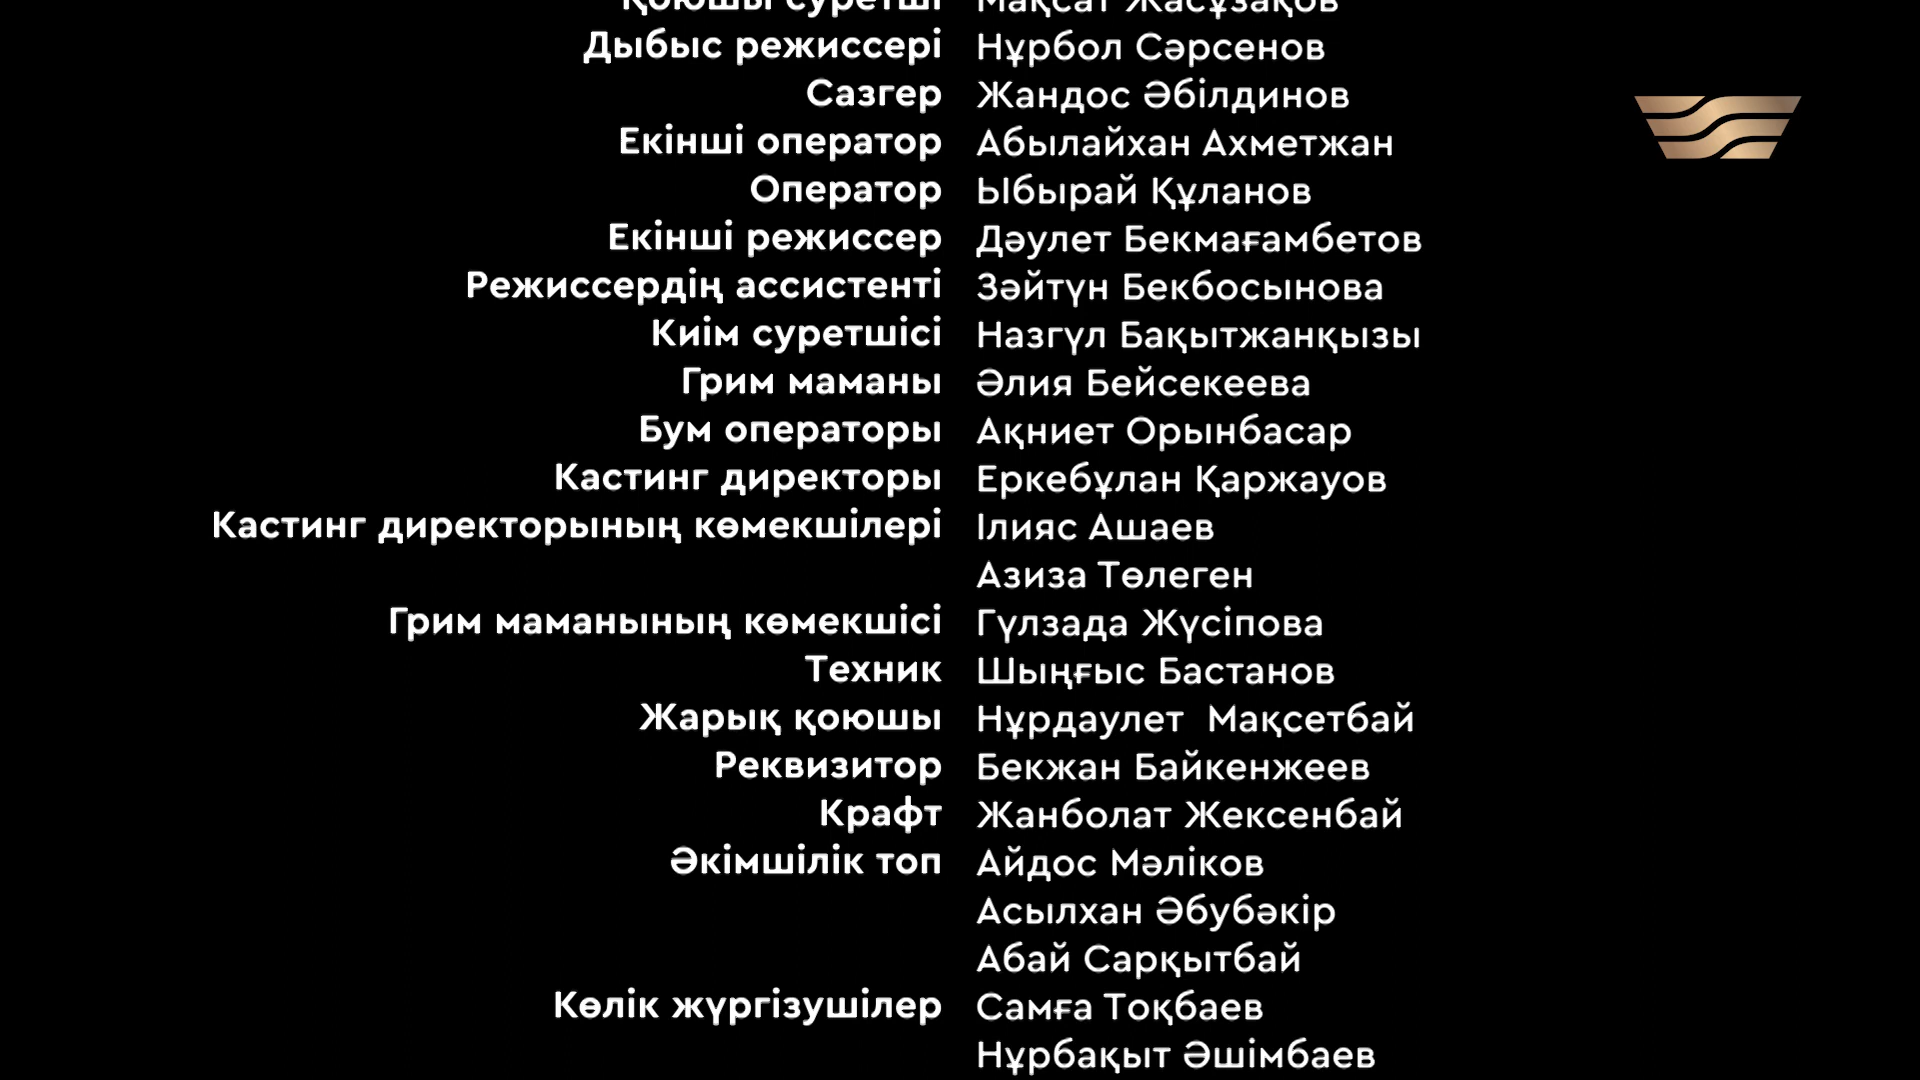 Қоюшы суретші Мақсат Жасұзақов
Дыбыс режиссері Нұрбол Сәрсенов
Сазгер Жандос Әбілдинов
Екінші оператор Абылайхан Ахметжан
Оператор Ыбырай Құланов
Екінші режиссер Дәулет Бекмағамбетов
Режиссердің ассистенті Зәйтүн Бекбосынова
Киім суретшісі Назгүл Бақытжанқызы
Грим маманы Әлия Бейсекеева
Бум операторы Ақниет Орынбасар
Кастинг директоры Еркебұлан Қаржауов
Кастинг директорының көмекшілері Ілияс Ашаев
Азиза Төлеген
Грим маманының көмекшісі Гүлзада Жүсіпова
Техник Шыңғыс Бастанов
Жарық қоюшы Нұрдаулет  Мақсетбай
Реквизитор Бекжан Байкенжеев
Крафт Жанболат Жексенбай
Әкімшілік топ Айдос Мәліков
Асылхан Әбубәкір
Абай Сарқытбай
Көлік жүргізушілер Самға Тоқбаев
Нұрбақыт Әшімбаев